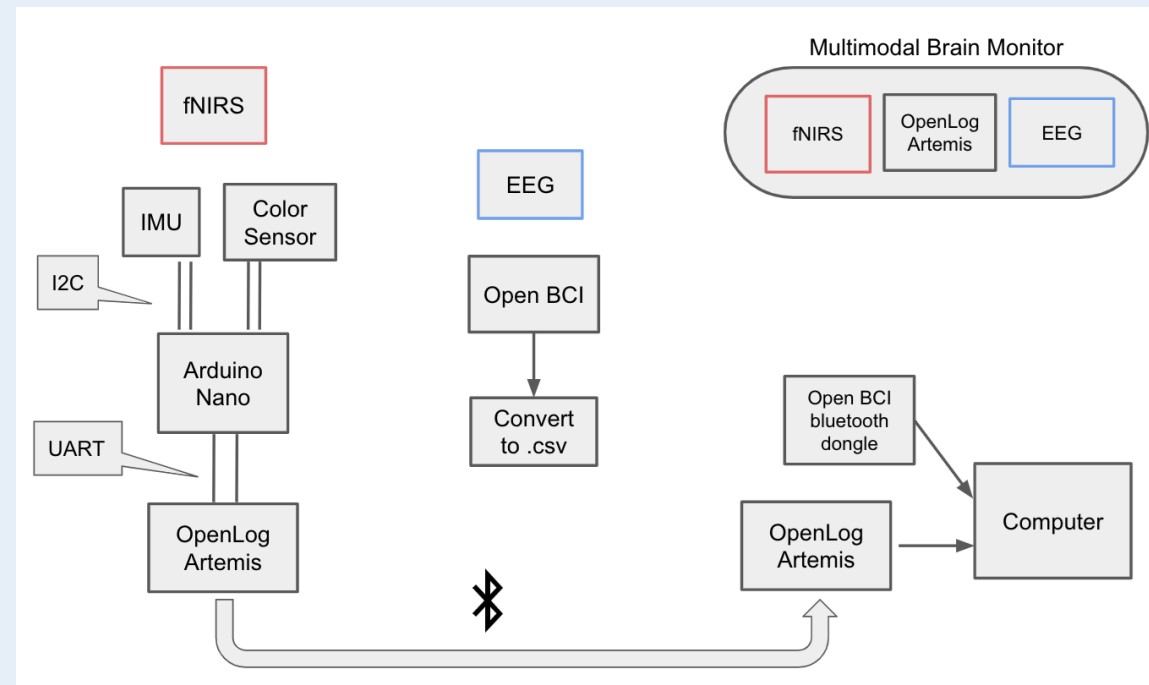 Multimodal Brain Monitor
fNIRS
OpenLog
Artemis
EEG
fNIRS
IMU
Color
Sensor
I2C
Arduino
Nano
UART
OpenLog
Artemis
EEG
Open BCI
Convert
to .csv
Open BCI
bluetooth
dongle
OpenLog
Artemis
Computer